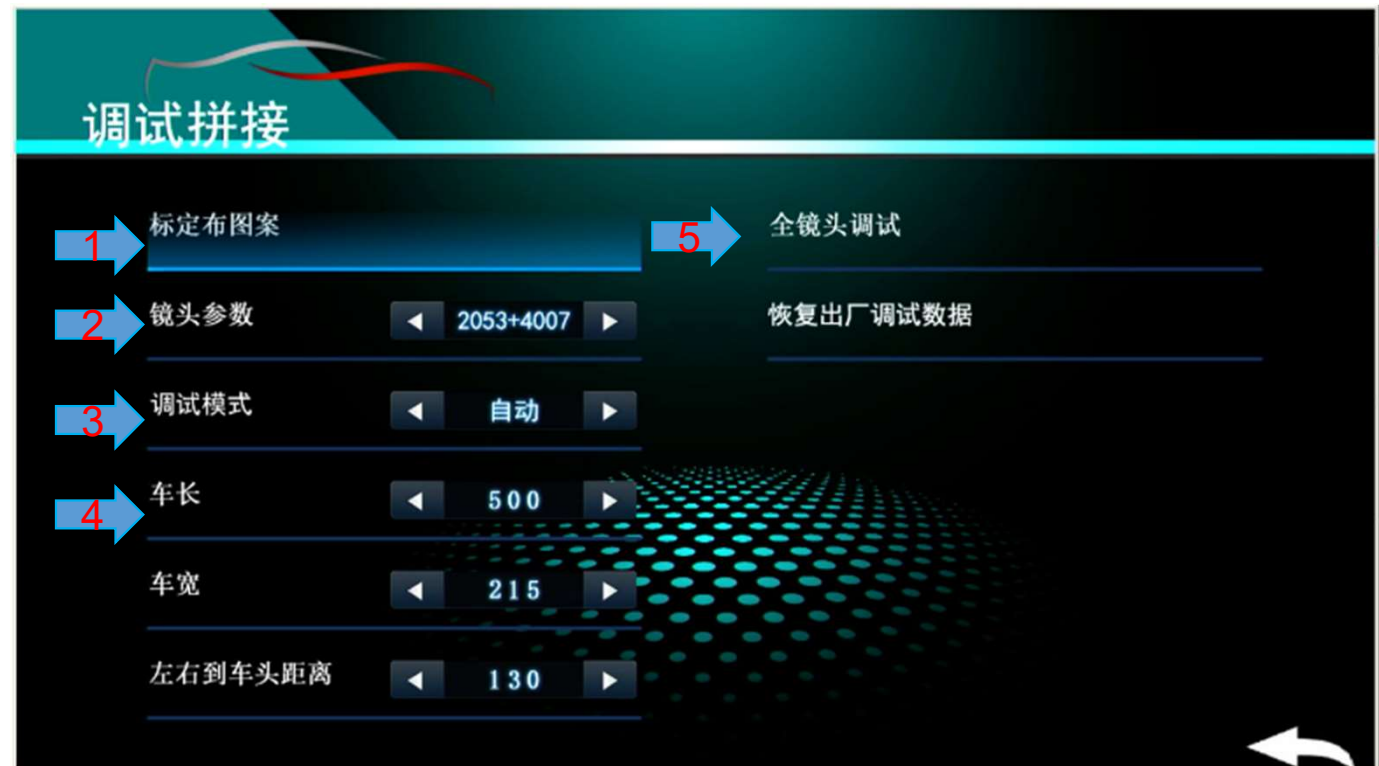 调试拼接
1 标定布图案
2 镜头参数 2053+4007
3 调试模式 自动
4 车长 500
车宽 215
左右到车头距离 130
5 全镜头调试
恢复出厂调试数据